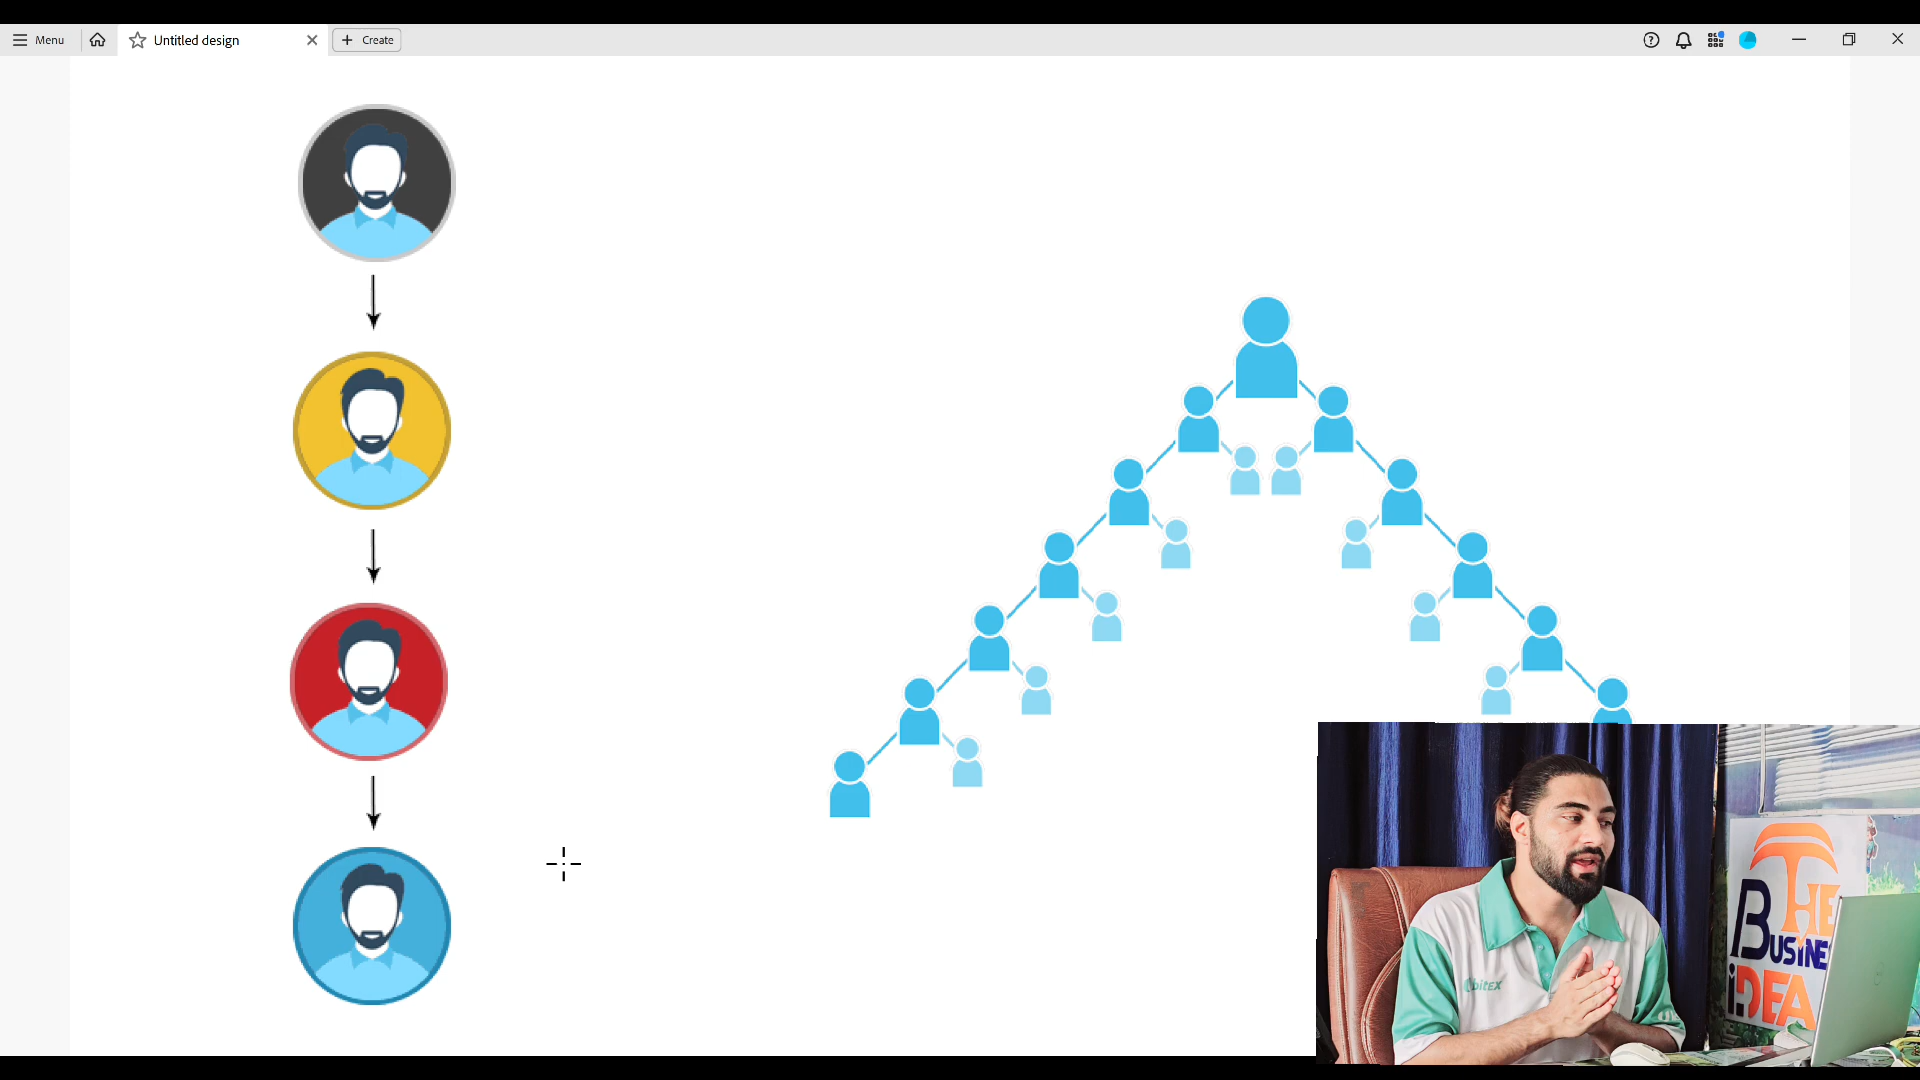 Menu
Untitled design
Create
THE
BUSINE
iDEA
bitex